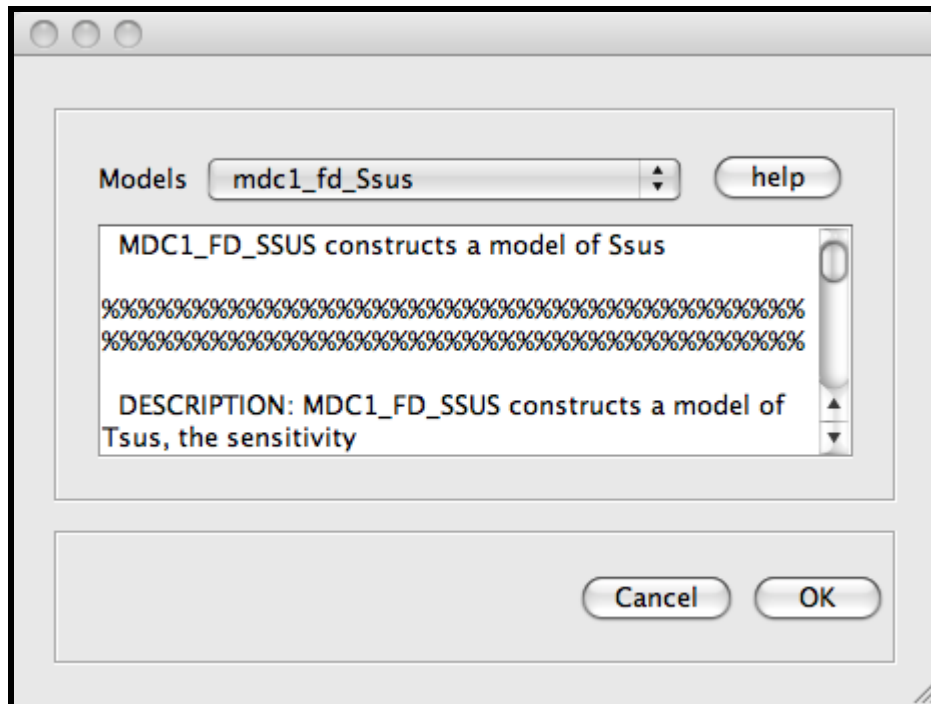 Models mdc1_fd_Ssus help
MDC1_FD_SSUS constructs a model of Ssus
%%%%%%%%%%%%%%%%%%%%%%%%%%%%%%%%%%%%%%%
%%%%%%%%%%%%%%%%%%%%%%%%%%%%%%%%%%%%%%%
DESCRIPTION: MDC1_FD_SSUS constructs a model of
Tsus, the sensitivity
Cancel OK